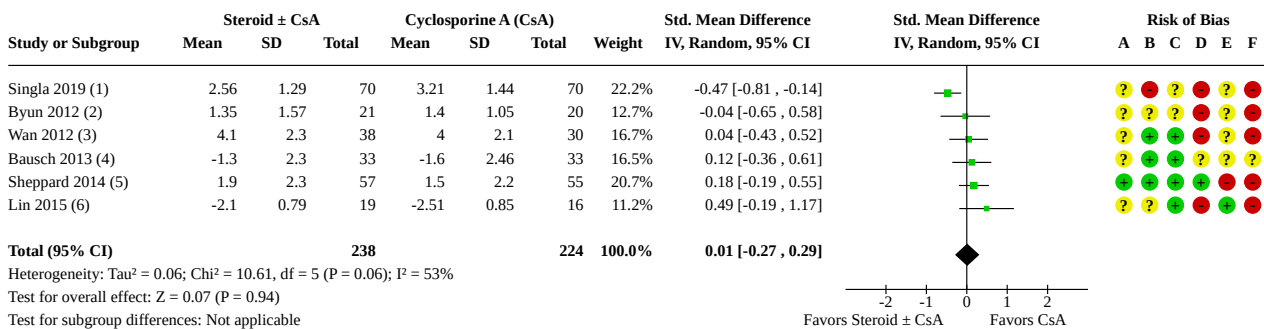 Steroid ± CsA Cyclosporine A (CsA) Std. Mean Difference Std. Mean Difference Risk of Bias
Study or Subgroup Mean SD Total Mean SD Total Weight IV, Random, 95% CI IV, Random, 95% CI A B C D E F
Singla 2019 (1) 2.56 1.29 70 3.21 1.44 70 22.2% -0.47 [-0.81 , -0.14] ? - ? - ? -
Byun 2012 (2) 1.35 1.57 21 1.4 1.05 20 12.7% -0.04 [-0.65 , 0.58] ? ? ? - ? -
Wan 2012 (3) 4.1 2.3 38 4 2.1 30 16.7% 0.04 [-0.43 , 0.52] ? + + - ? -
Bausch 2013 (4) -1.3 2.3 33 -1.6 2.46 33 16.5% 0.12 [-0.36 , 0.61] ? + + ? ? ?
Sheppard 2014 (5) 1.9 2.3 57 1.5 2.2 55 20.7% 0.18 [-0.19 , 0.55] + + + + - -
Lin 2015 (6) -2.1 0.79 19 -2.51 0.85 16 11.2% 0.49 [-0.19 , 1.17] ? ? + - + -
Total (95% CI) 238 224 100.0% 0.01 [-0.27 , 0.29]
Heterogeneity: Tau² = 0.06; Chi² = 10.61, df = 5 (P = 0.06); I² = 53%
Test for overall effect: Z = 0.07 (P = 0.94)
-2 -1 0 1 2
Test for subgroup differences: Not applicable
Favors Steroid ± CsA Favors CsA